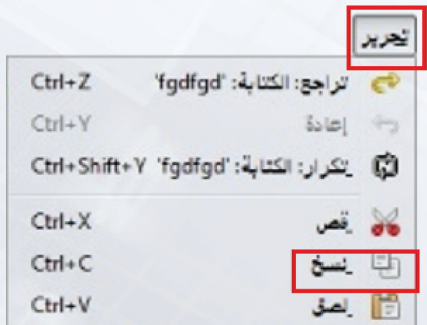 تحرير
تراجع: الكتابة: 'fgdfgd' Ctrl+Z
إعادة Ctrl+Y
تكرار: الكتابة: 'fgdfgd' Ctrl+Shift+Y
قص Ctrl+X
نسخ Ctrl+C
لصق Ctrl+V